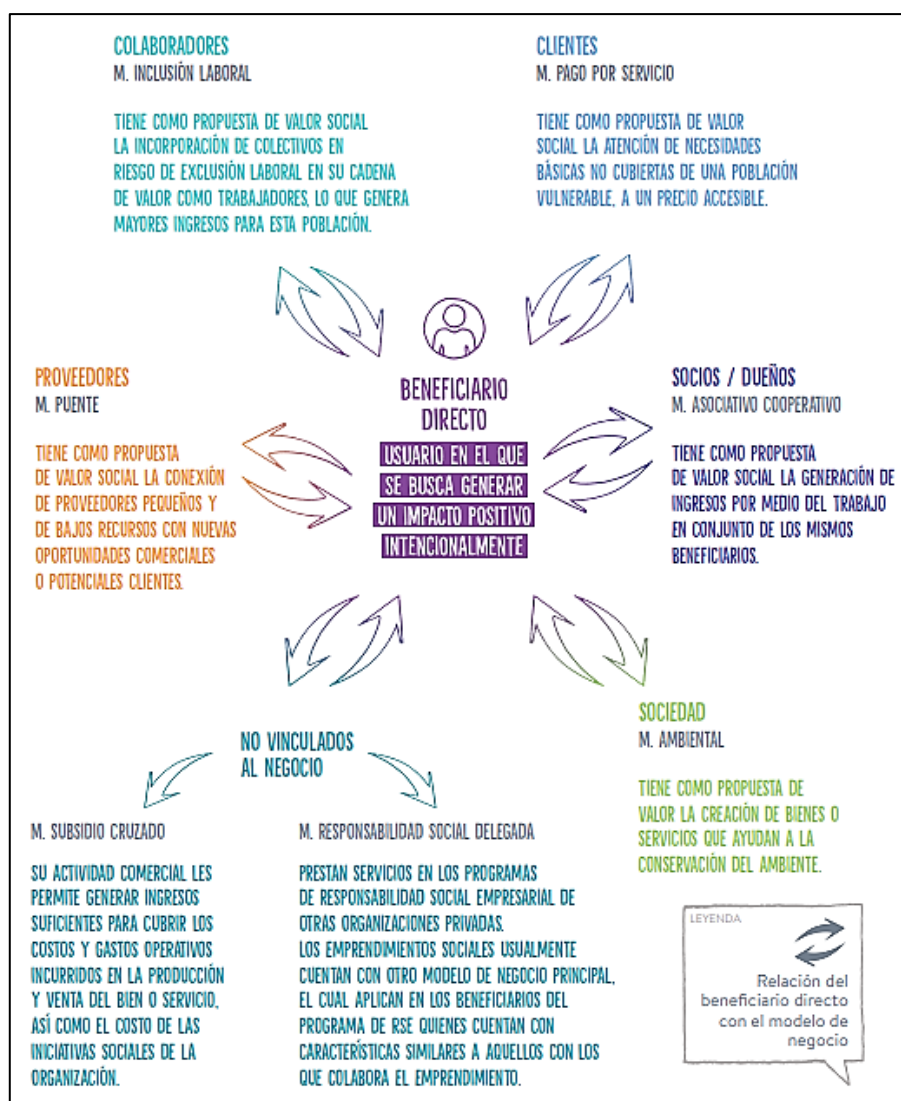 COLABORADORES
M. INCLUSIÓN LABORAL
TIENE COMO PROPUESTA DE VALOR SOCIAL
LA INCORPORACIÓN DE COLECTIVOS EN
RIESGO DE EXCLUSIÓN LABORAL EN SU CADENA
DE VALOR COMO TRABAJADORES, LO QUE GENERA
MAYORES INGRESOS PARA ESTA POBLACIÓN.
CLIENTES
M. PAGO POR SERVICIO
TIENE COMO PROPUESTA DE VALOR
SOCIAL LA ATENCIÓN DE NECESIDADES
BÁSICAS NO CUBIERTAS DE UNA POBLACIÓN
VULNERABLE, A UN PRECIO ACCESIBLE.
PROVEEDORES
M. PUENTE
TIENE COMO PROPUESTA
DE VALOR SOCIAL LA CONEXIÓN
DE PROVEEDORES PEQUEÑOS Y
DE BAJOS RECURSOS CON NUEVAS
OPORTUNIDADES COMERCIALES
O POTENCIALES CLIENTES.
BENEFICIARIO
DIRECTO
USUARIO EN EL QUE
SE BUSCA GENERAR
UN IMPACTO POSITIVO
INTENCIONALMENTE
SOCIOS / DUEÑOS
M. ASOCIATIVO COOPERATIVO
TIENE COMO PROPUESTA
DE VALOR SOCIAL LA GENERACIÓN DE
INGRESOS POR MEDIO DEL TRABAJO
EN CONJUNTO DE LOS MISMOS
BENEFICIARIOS.
SOCIEDAD
M. AMBIENTAL
TIENE COMO PROPUESTA DE
VALOR LA CREACIÓN DE BIENES O
SERVICIOS QUE AYUDAN A LA
CONSERVACIÓN DEL AMBIENTE.
NO VINCULADOS
AL NEGOCIO
M. SUBSIDIO CRUZADO
SU ACTIVIDAD COMERCIAL LES
PERMITE GENERAR INGRESOS
SUFICIENTES PARA CUBRIR LOS
COSTOS Y GASTOS OPERATIVOS
INCURRIDOS EN LA PRODUCCIÓN
Y VENTA DEL BIEN O SERVICIO,
ASÍ COMO EL COSTO DE LAS
INICIATIVAS SOCIALES DE LA
ORGANIZACIÓN.
M. RESPONSABILIDAD SOCIAL DELEGADA
PRESTAN SERVICIOS EN LOS PROGRAMAS
DE RESPONSABILIDAD SOCIAL EMPRESARIAL DE
OTRAS ORGANIZACIONES PRIVADAS.
LOS EMPRENDIMIENTOS SOCIALES USUALMENTE
CUENTAN CON OTRO MODELO DE NEGOCIO PRINCIPAL,
EL CUAL APLICAN EN LOS BENEFICIARIOS DEL
PROGRAMA DE RSE QUIENES CUENTAN CON
CARACTERÍSTICAS SIMILARES A AQUELLOS CON LOS
QUE COLABORA EL EMPRENDIMIENTO.
LEYENDA
Relación del
beneficiario directo
con el modelo de
negocio